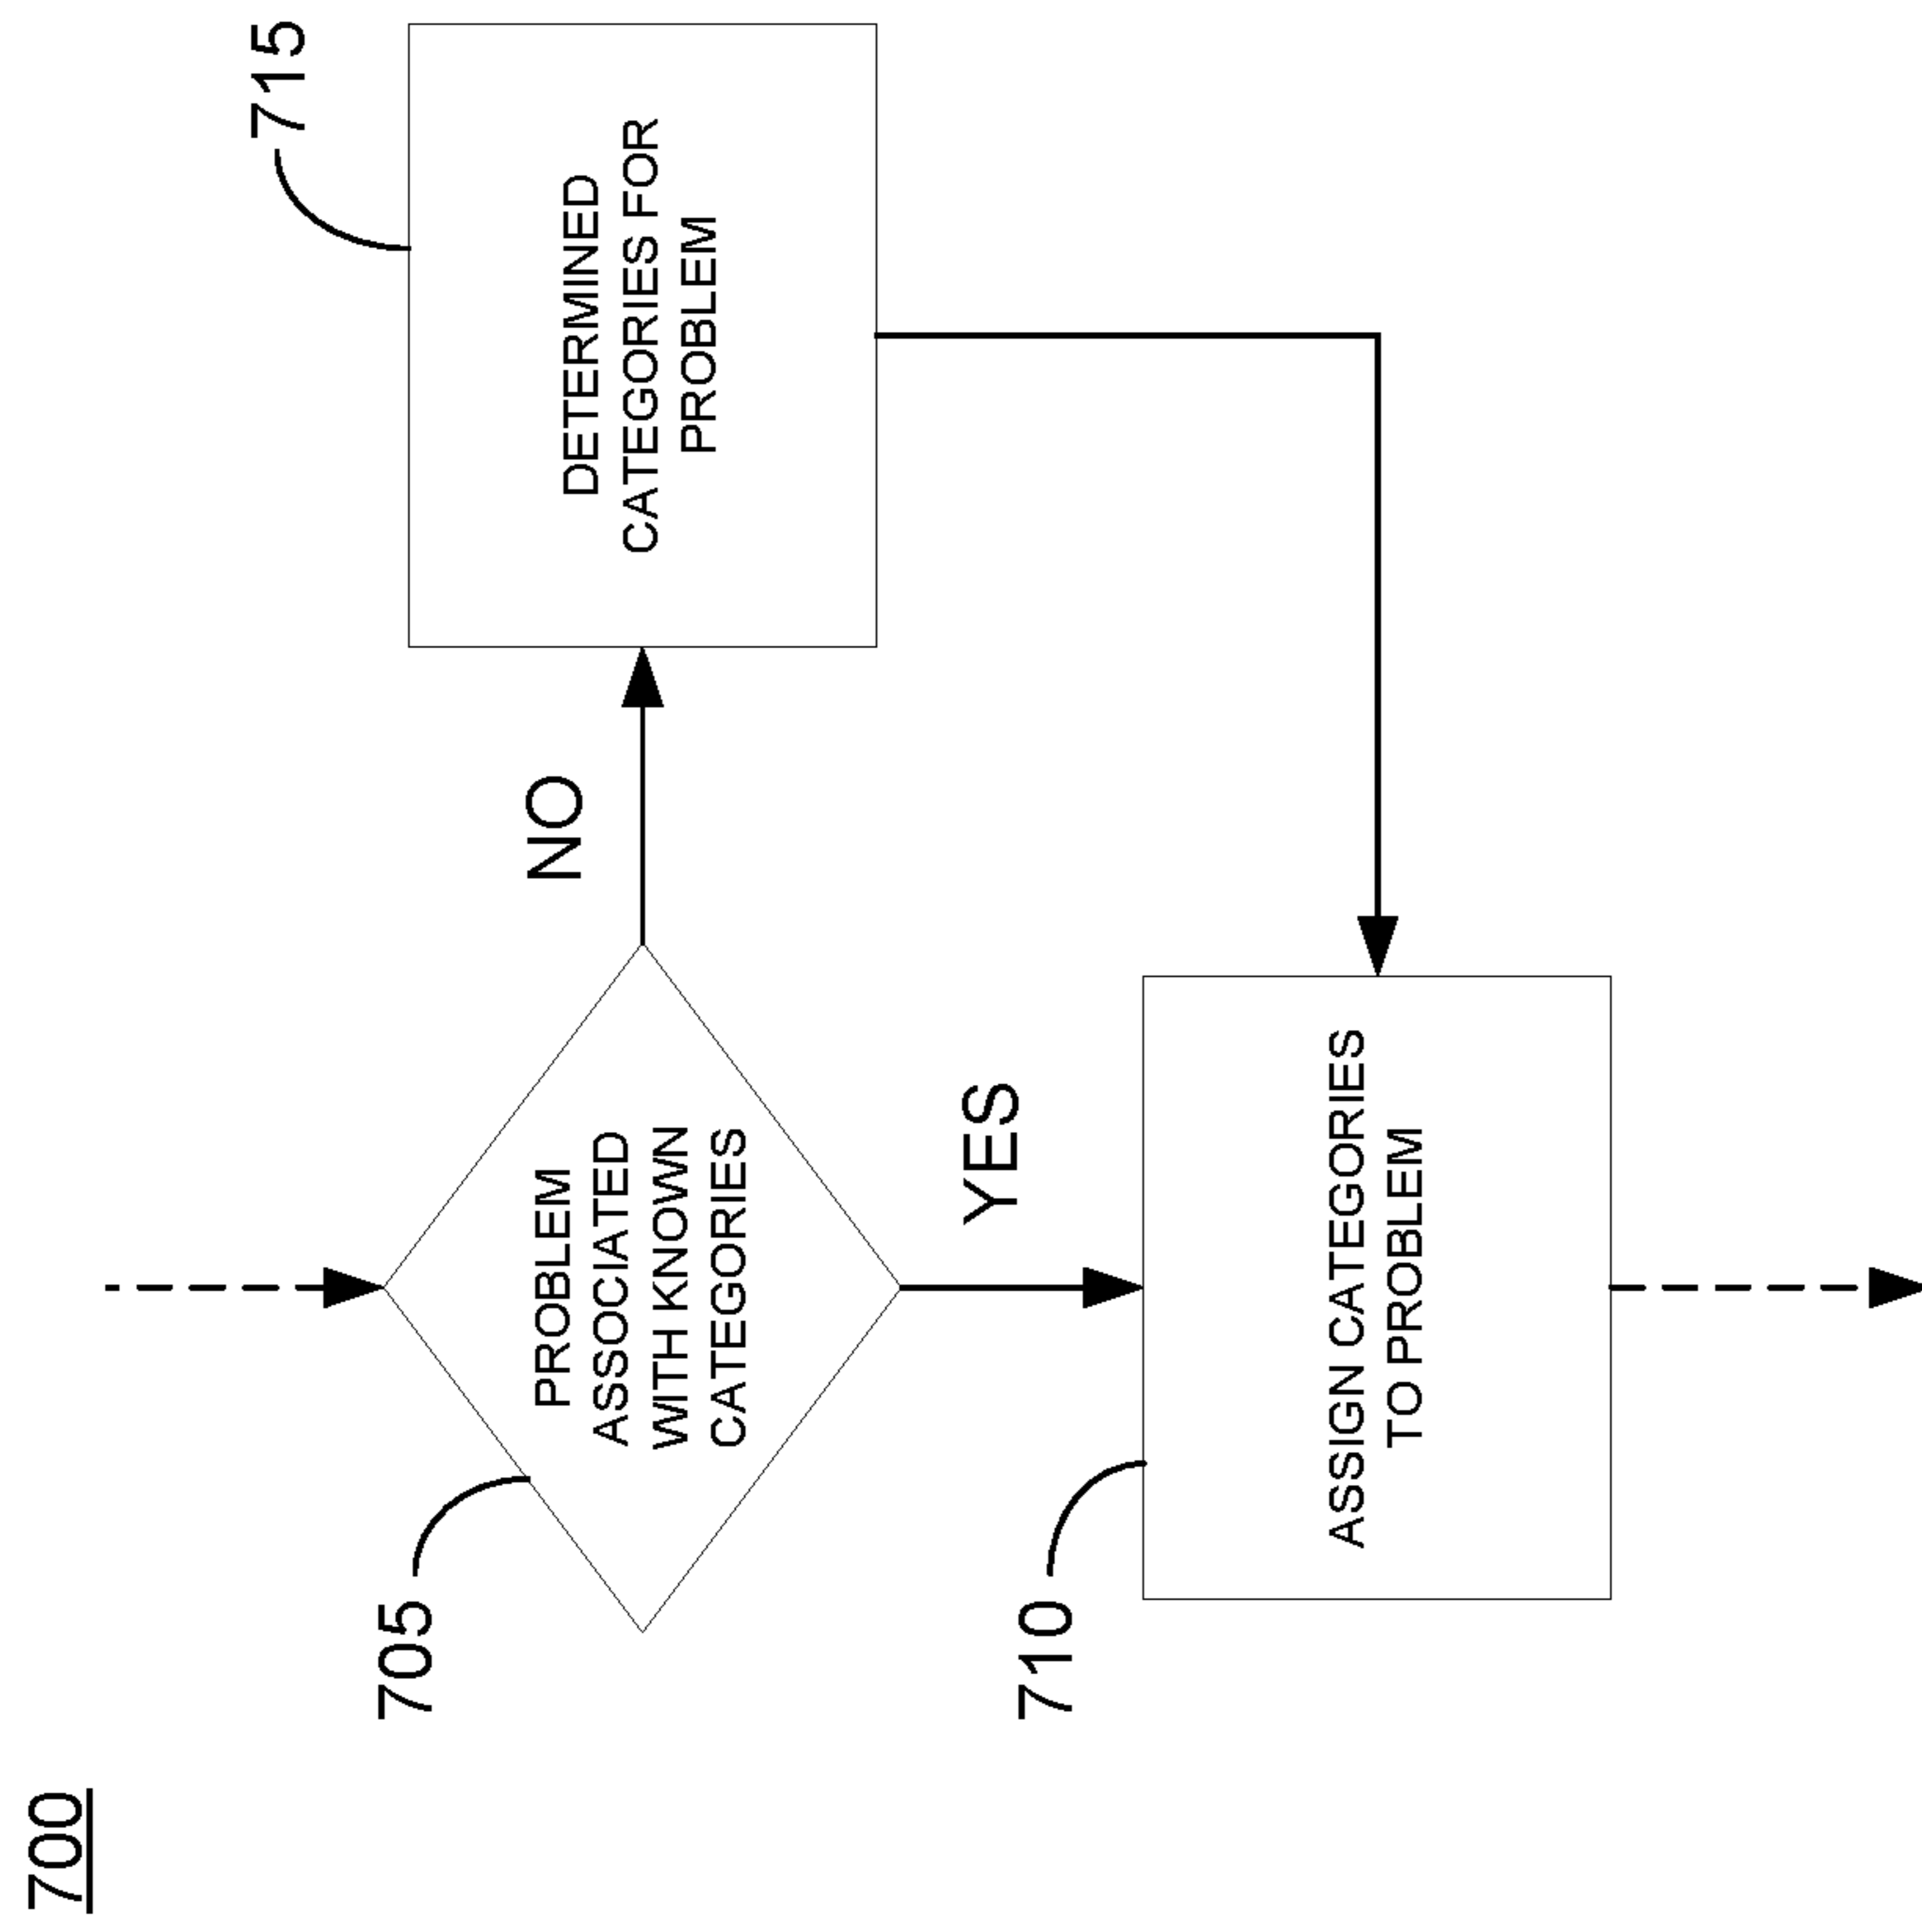 700
705
PROBLEM
ASSOCIATED
WITH KNOWN
CATEGORIES
NO
715
DETERMINED
CATEGORIES FOR
PROBLEM
YES
710
ASSIGN CATEGORIES
TO PROBLEM